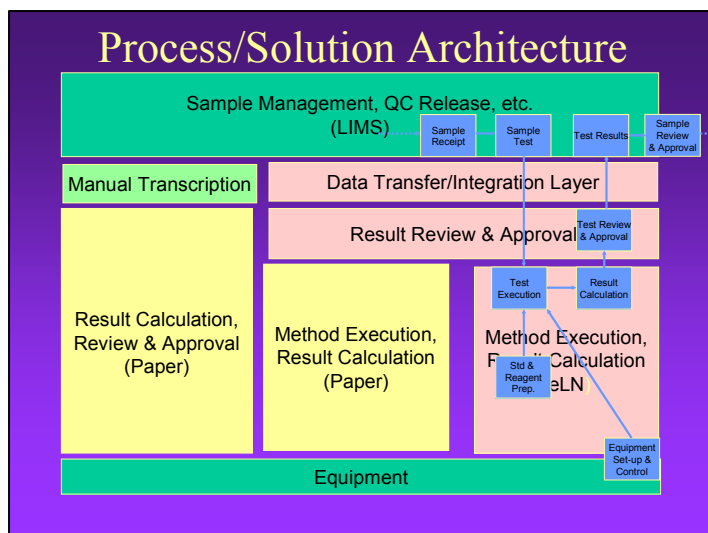 Process/Solution Architecture
Sample Management, QC Release, etc.
(LIMS)
Sample
Receipt
Sample
Test
Test Results
Sample
Review
& Approval
Manual Transcription
Data Transfer/Integration Layer
Result Review & Approval
Test Review
& Approval
Result Calculation,
Review & Approval
(Paper)
Method Execution,
Result Calculation
(Paper)
Test
Execution
Result
Calculation
Method Execution,
Calculation
eLN)
Std &
Reagent
Prep.
Equipment
Set-up &
Control
Equipment